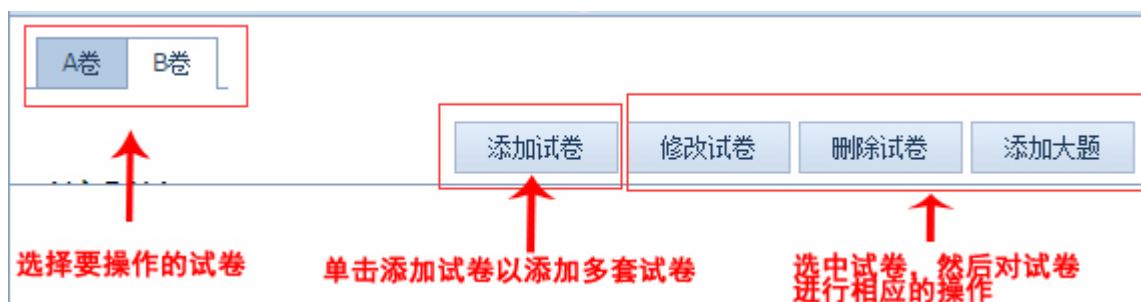 A卷 B卷
添加试卷 修改试卷 删除试卷 添加大题
选择要操作的试卷
单击添加试卷以添加多套试卷
选中试卷，然后对试卷
进行相应的操作